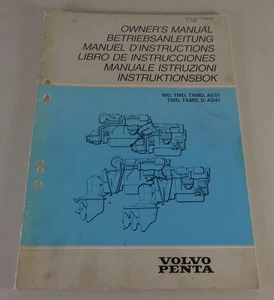 OWNER'S MANUAL
BETRIEBSANLEITUNG
MANUEL D'INSTRUCTIONS
LIBRO DE INSTRUCCIONES
MANUALE ISTRUZIONI
INSTRUKTIONSBOK
MD, TMD, TAMD, AD31
TMD, TAMD, D, AD41
VOLVO
PENTA